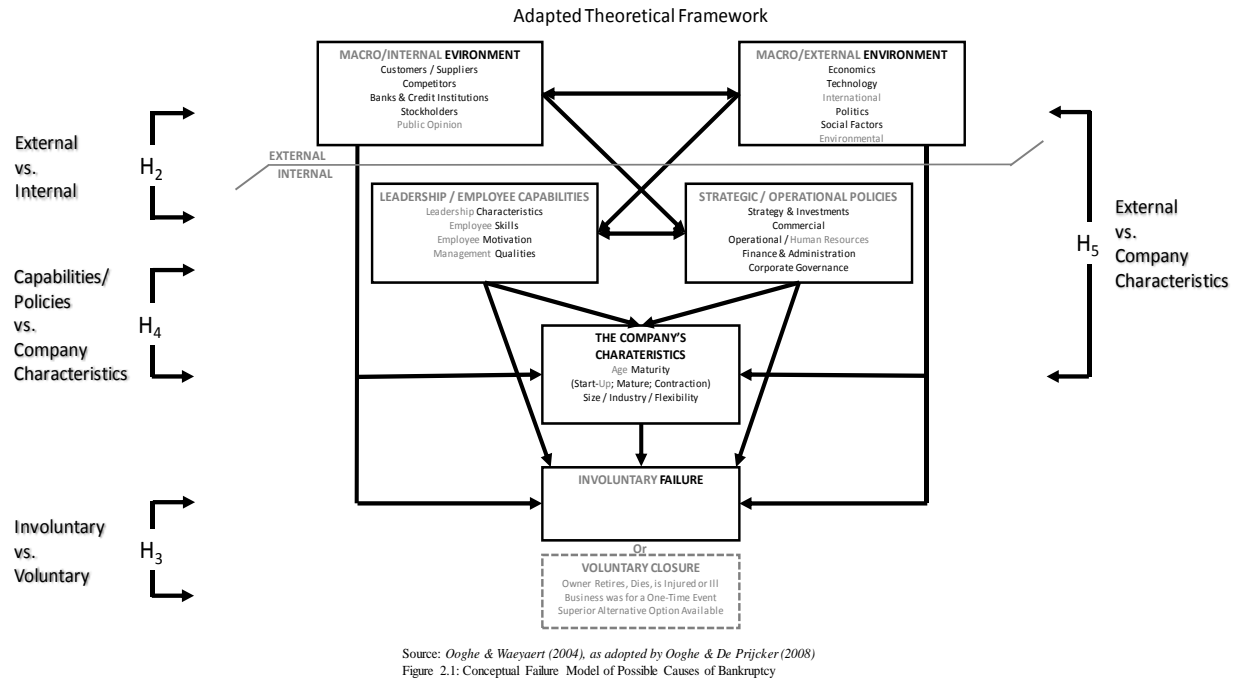 Adapted Theoretical Framework
MACRO/INTERNAL EVIRONMENT
Customers / Suppliers
Competitors
Banks & Credit Institutions
Stockholders
Public Opinion
MACRO/EXTERNAL ENVIRONMENT
Economics
Technology
International
Politics
Social Factors
Environmental
External
vs.
Internal
H2
EXTERNAL
INTERNAL
LEADERSHIP / EMPLOYEE CAPABILITIES
Leadership Characteristics
Employee Skills
Employee Motivation
Management Qualities
STRATEGIC / OPERATIONAL POLICIES
Strategy & Investments
Commercial
Operational / Human Resources
Finance & Administration
Corporate Governance
H5
External
vs.
Company
Characteristics
Capabilities/
Policies
vs.
Company
Characteristics
H4
THE COMPANY'S
CHARATERISTICS
Age Maturity
(Start-Up; Mature; Contraction)
Size / Industry / Flexibility
INVOLUNTARY FAILURE
Involuntary
vs.
Voluntary
H3
Or
VOLUNTARY CLOSURE
Owner Retires, Dies, is Injured or Ill
Business was for a One-Time Event
Superior Alternative Option Available
Source: Ooghe & Waeyaert (2004), as adopted by Ooghe & De Prijcker (2008)
Figure 2.1: Conceptual Failure Model of Possible Causes of Bankruptcy